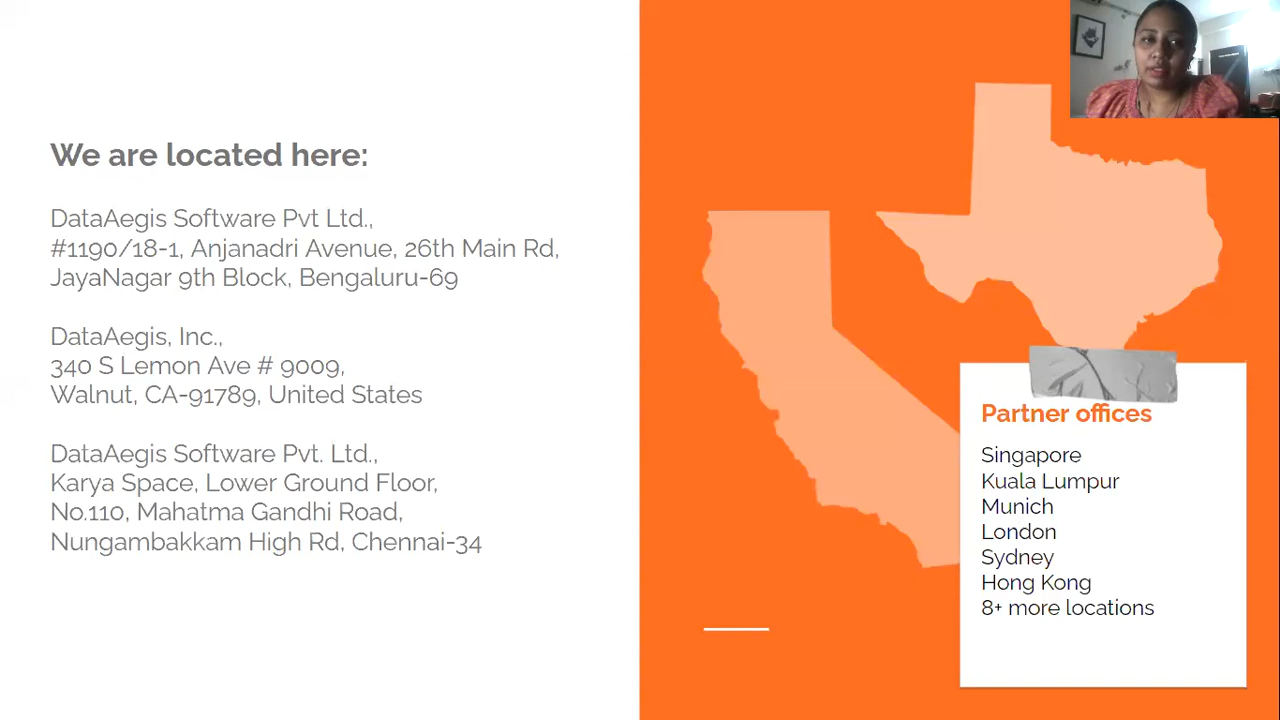 We are located here:
DataAegis Software Pvt Ltd.,
#1190/18-1, Anjanadri Avenue, 26th Main Rd,
JayaNagar 9th Block, Bengaluru-69
DataAegis, Inc.,
340 S Lemon Ave # 9009,
Walnut, CA-91789, United States
DataAegis Software Pvt. Ltd.,
Karya Space, Lower Ground Floor,
No.110, Mahatma Gandhi Road,
Nungambakkam High Rd, Chennai-34
Partner offices
Singapore
Kuala Lumpur
Munich
London
Sydney
Hong Kong
8+ more locations